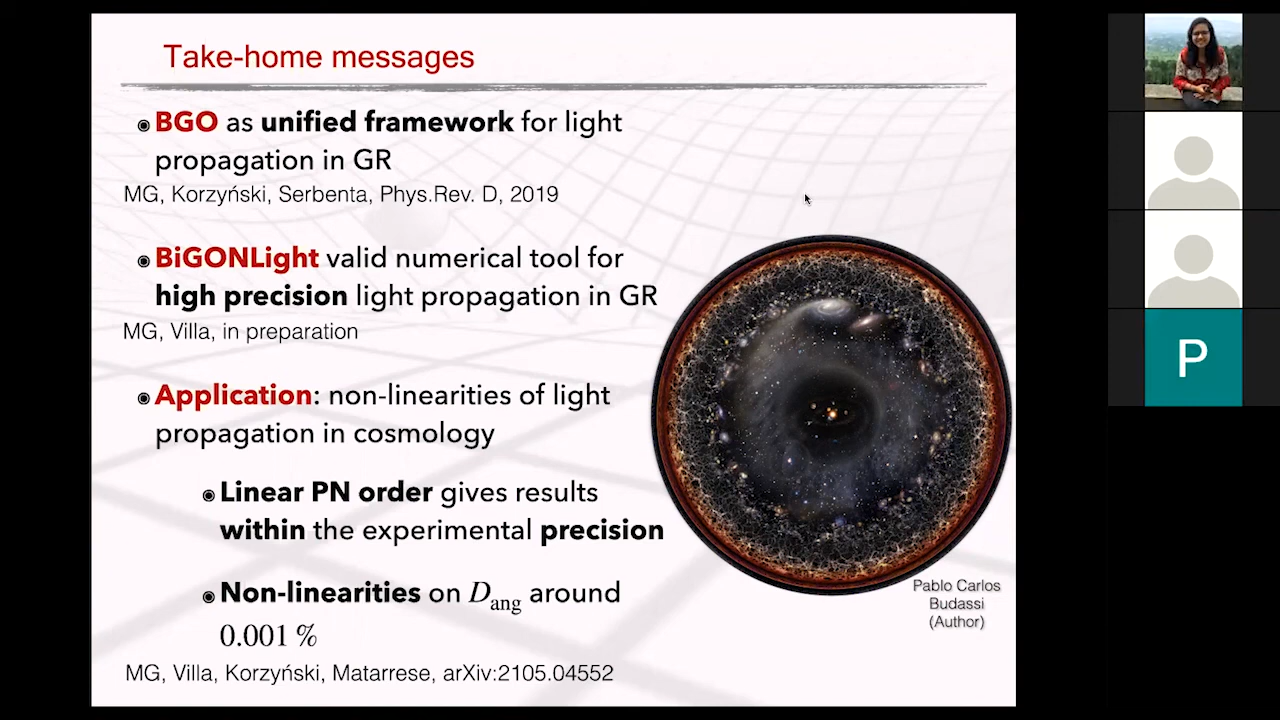 Take-home messages
BGO as unified framework for light
propagation in GR
MG, Korzyński, Serbenta, Phys.Rev. D, 2019
BiGONLight valid numerical tool for
high precision light propagation in GR
MG, Villa, in preparation
Application: non-linearities of light
propagation in cosmology
Linear PN order gives results
within the experimental precision
Non-linearities on D_ang around
0.001 %
MG, Villa, Korzyński, Matarrese, arXiv:2105.04552
Pablo Carlos
Budassi
(Author)
P